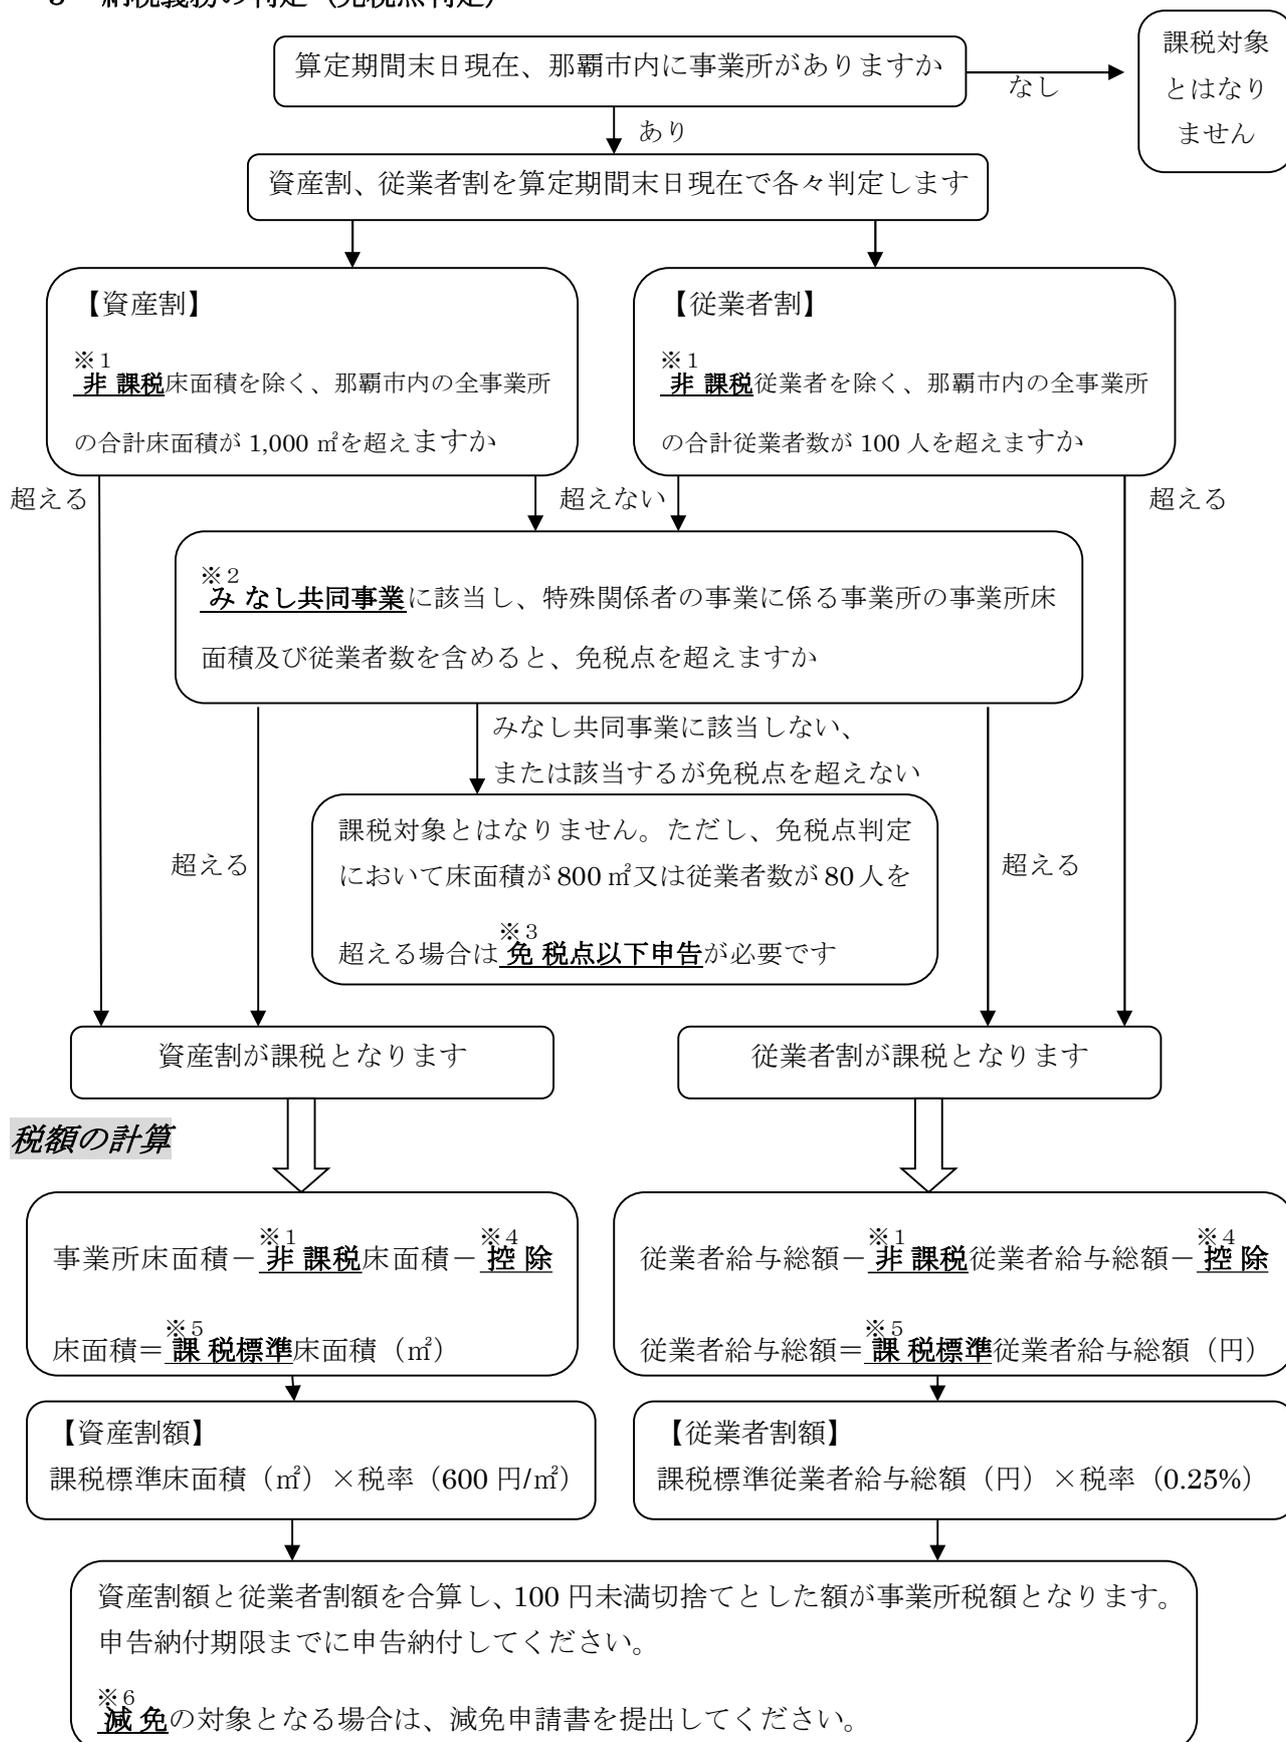 算定期間末日現在、那覇市内に事業所がありますか
なし
課税対象
とはなり
ません
あり
資産割、従業者割を算定期間末日現在で各々判定します
【資産割】
※1
非課税床面積を除く、那覇市内の全事業所
の合計床面積が 1,000 ㎡を超えますか
【従業者割】
※1
非課税従業者を除く、那覇市内の全事業所
の合計従業者数が 100 人を超えますか
超える
超えない
超える
※2
みなし共同事業に該当し、特殊関係者の事業に係る事業所の事業所床
面積及び従業者数を含めると、免税点を超えますか
みなし共同事業に該当しない、
または該当するが免税点を超えない
超える
課税対象とはなりません。ただし、免税点判定
において床面積が 800 ㎡又は従業者数が 80 人を
※3
超える場合は免税点以下申告が必要です
超える
資産割が課税となります
従業者割が課税となります
税額の計算
※1 ※4
事業所床面積－非課税床面積－控除
※5
床面積＝課税標準床面積（㎡）
※1 ※4
従業者給与総額－非課税従業者給与総額－控除
※5
従業者給与総額＝課税標準従業者給与総額（円）
【資産割額】
課税標準床面積（㎡）×税率（600 円/㎡）
【従業者割額】
課税標準従業者給与総額（円）×税率（0.25%）
資産割額と従業者割額を合算し、100 円未満切捨てとした額が事業所税額となります。
申告納付期限までに申告納付してください。
※6
減免の対象となる場合は、減免申請書を提出してください。